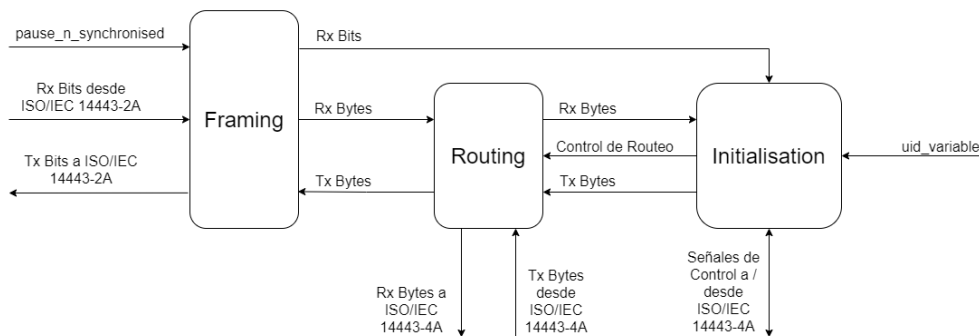 pause_n_synchronised
Rx Bits
Rx Bits desde
ISO/IEC 14443-2A
Framing
Rx Bytes
Rx Bytes
Tx Bits a ISO/IEC
14443-2A
Routing
Control de Routeo
Initialisation
uid_variable
Tx Bytes
Tx Bytes
Rx Bytes a
ISO/IEC
14443-4A
Tx Bytes
desde
ISO/IEC
14443-4A
Señales de
Control a /
desde
ISO/IEC
14443-4A